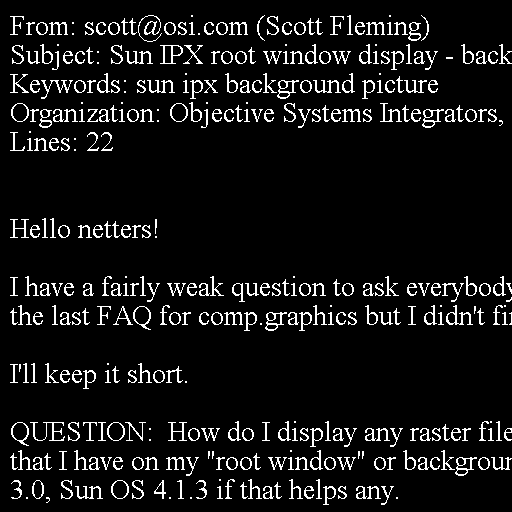 From: scott@osi.com (Scott Fleming)
Subject: Sun IPX root window display - back
Keywords: sun ipx background picture
Organization: Objective Systems Integrators,
Lines: 22
Hello netters!
I have a fairly weak question to ask everybody
the last FAQ for comp.graphics but I didn't fi
I'll keep it short.
QUESTION:  How do I display any raster file
that I have on my "root window" or backgroun
3.0, Sun OS 4.1.3 if that helps any.